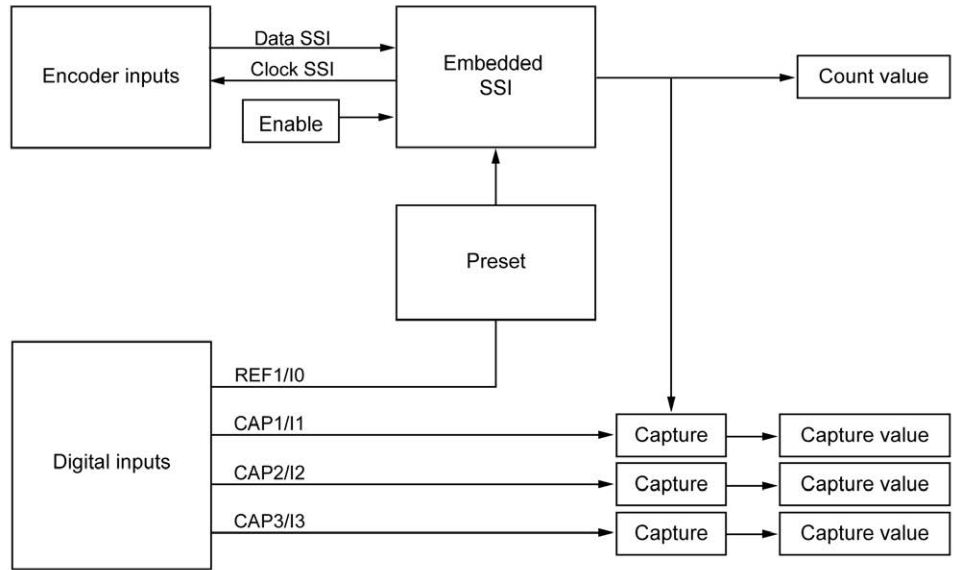 Data SSI
Encoder inputs
Clock SSI
Enable
Embedded
SSI
Count value
Preset
Digital inputs
REF1/I0
CAP1/I1
Capture
Capture value
CAP2/I2
Capture
Capture value
CAP3/I3
Capture
Capture value